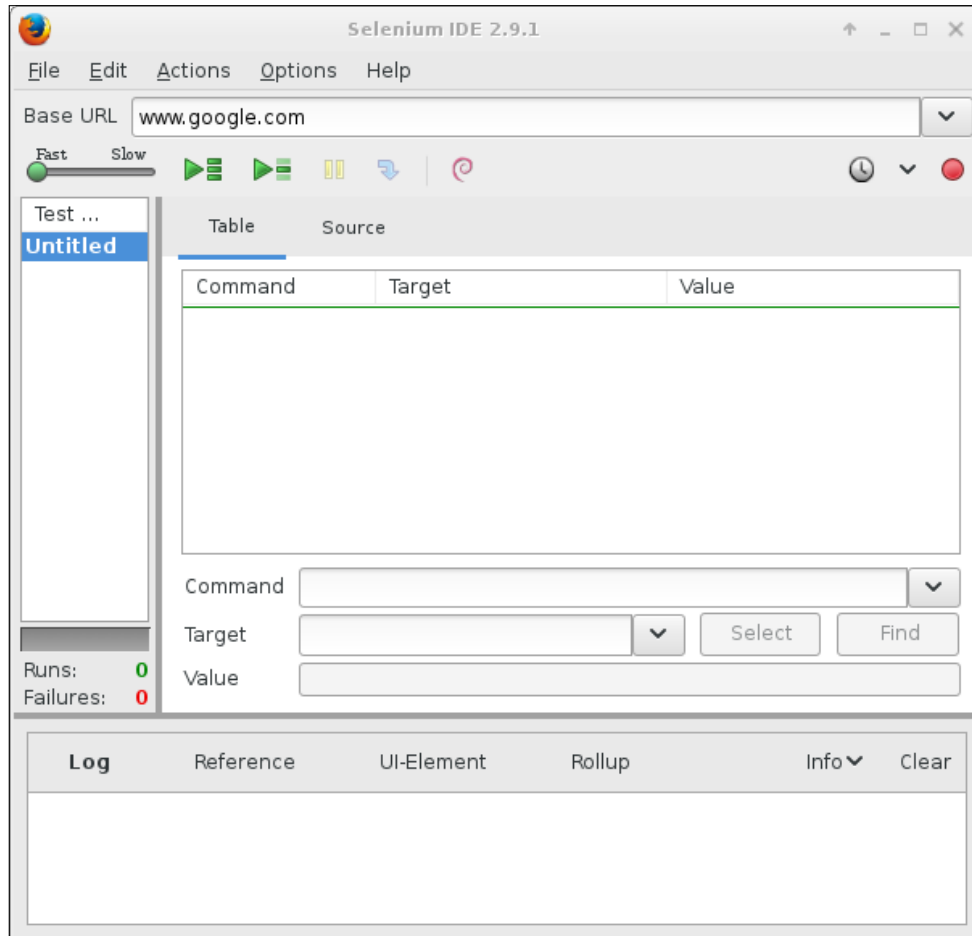 Selenium IDE 2.9.1
File Edit Actions Options Help
Base URL www.google.com
Fast Slow
Test ...
Untitled
Table Source
Command Target Value
Command
Target Select Find
Value
Runs: 0
Failures: 0
Log Reference UI-Element Rollup Info Clear